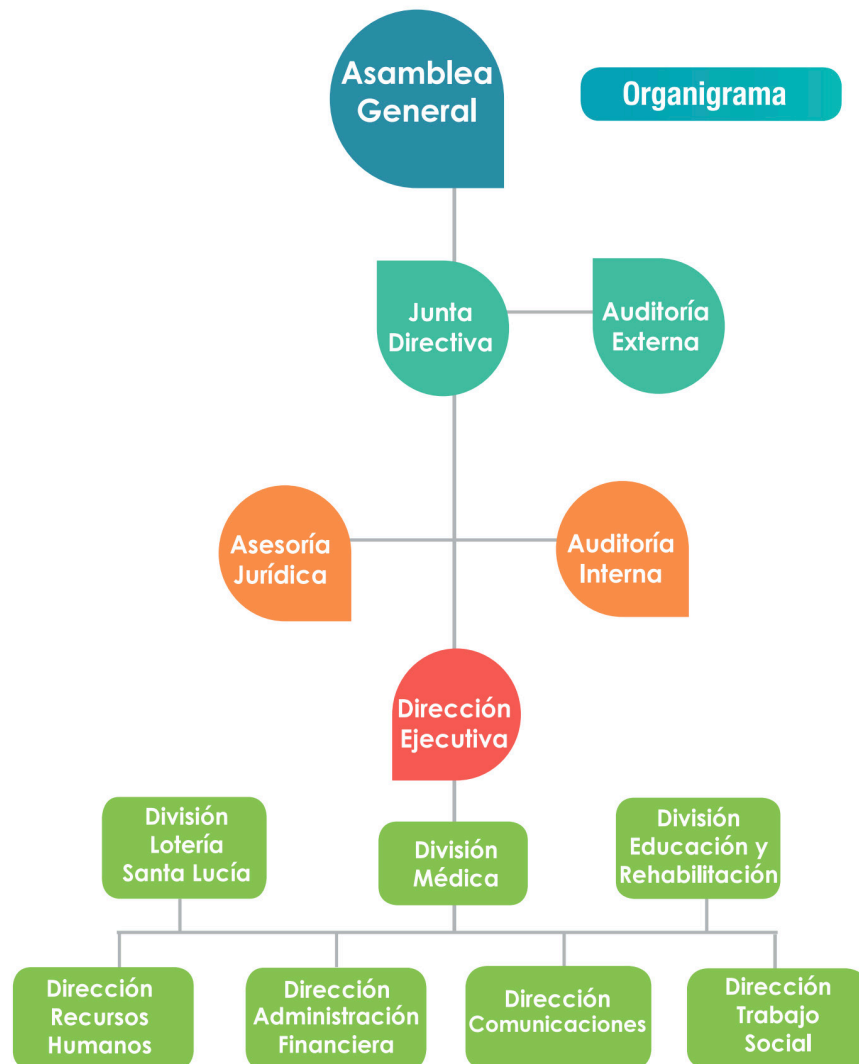 Asamblea
General
Organigrama
Junta
Directiva
Auditoría
Externa
Asesoría
Jurídica
Auditoría
Interna
Dirección
Ejecutiva
División
Lotería
Santa Lucía
División
Médica
División
Educación y
Rehabilitación
Dirección
Recursos
Humanos
Dirección
Administración
Financiera
Dirección
Comunicaciones
Dirección
Trabajo
Social